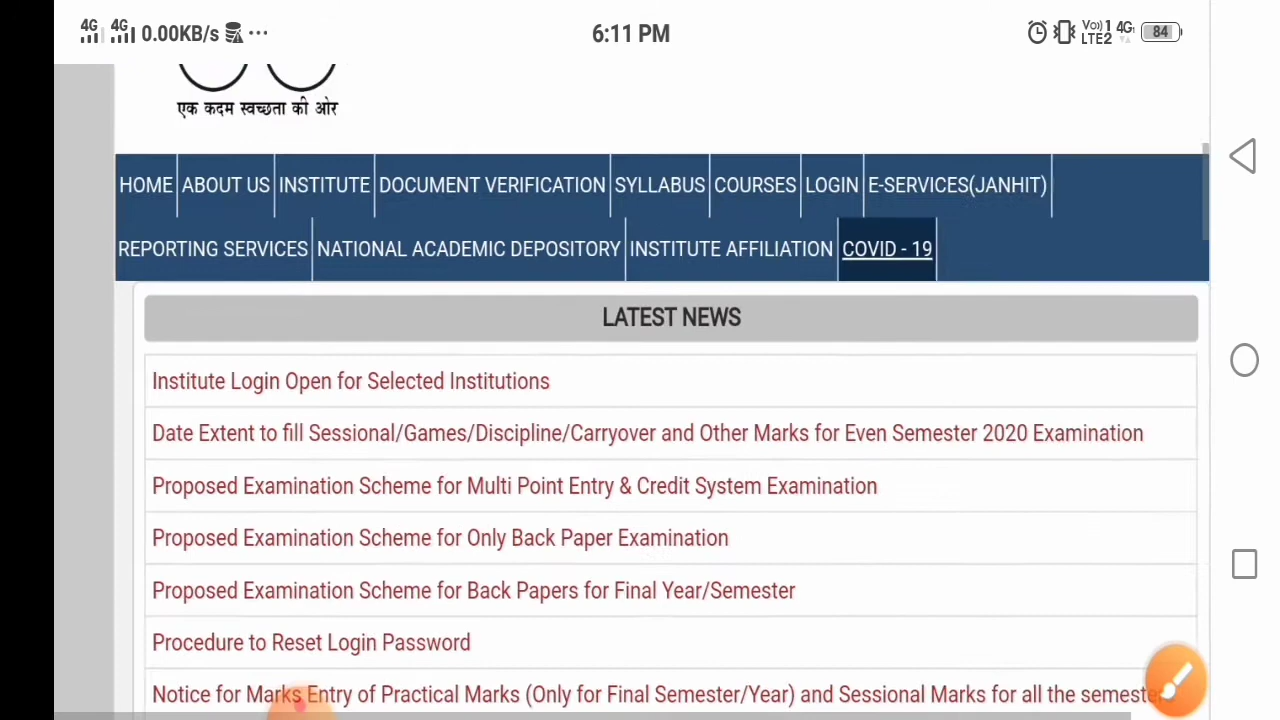 4G 4G 0.00KB/s ... 6:11 PM Vo) 1 LTE2 4G 84
एक कदम स्वच्छता की ओर
HOME ABOUT US INSTITUTE DOCUMENT VERIFICATION SYLLABUS COURSES LOGIN E-SERVICES(JANHIT)
REPORTING SERVICES NATIONAL ACADEMIC DEPOSITORY INSTITUTE AFFILIATION COVID - 19
LATEST NEWS
Institute Login Open for Selected Institutions
Date Extent to fill Sessional/Games/Discipline/Carryover and Other Marks for Even Semester 2020 Examination
Proposed Examination Scheme for Multi Point Entry & Credit System Examination
Proposed Examination Scheme for Only Back Paper Examination
Proposed Examination Scheme for Back Papers for Final Year/Semester
Procedure to Reset Login Password
Notice for Marks Entry of Practical Marks (Only for Final Semester/Year) and Sessional Marks for all the semeste